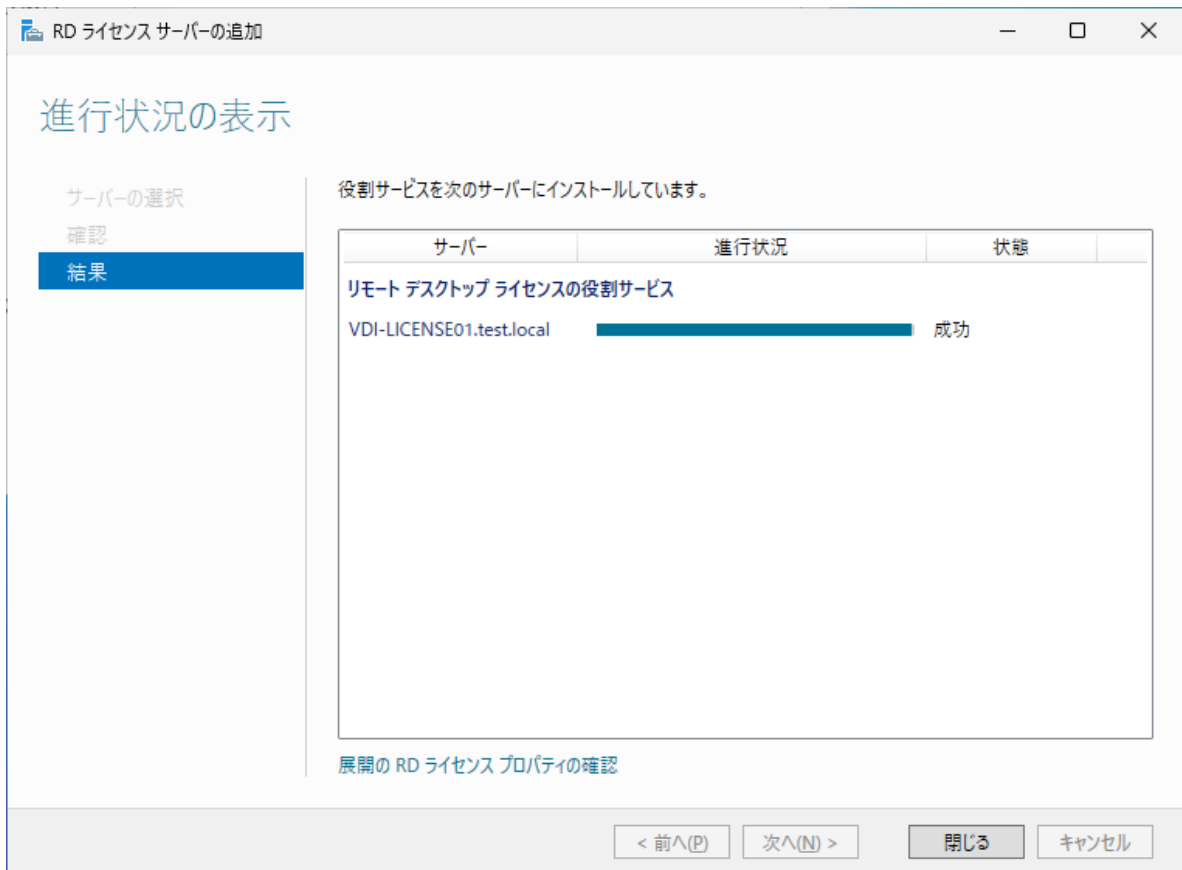 RD ライセンス サーバーの追加
進行状況の表示
サーバーの選択
確認
結果
役割サービスを次のサーバーにインストールしています。
サーバー 進行状況 状態
リモート デスクトップ ライセンスの役割サービス
VDI-LICENSE01.test.local 成功
展開の RD ライセンス プロパティの確認
< 前へ(P) 次へ(N) > 閉じる キャンセル